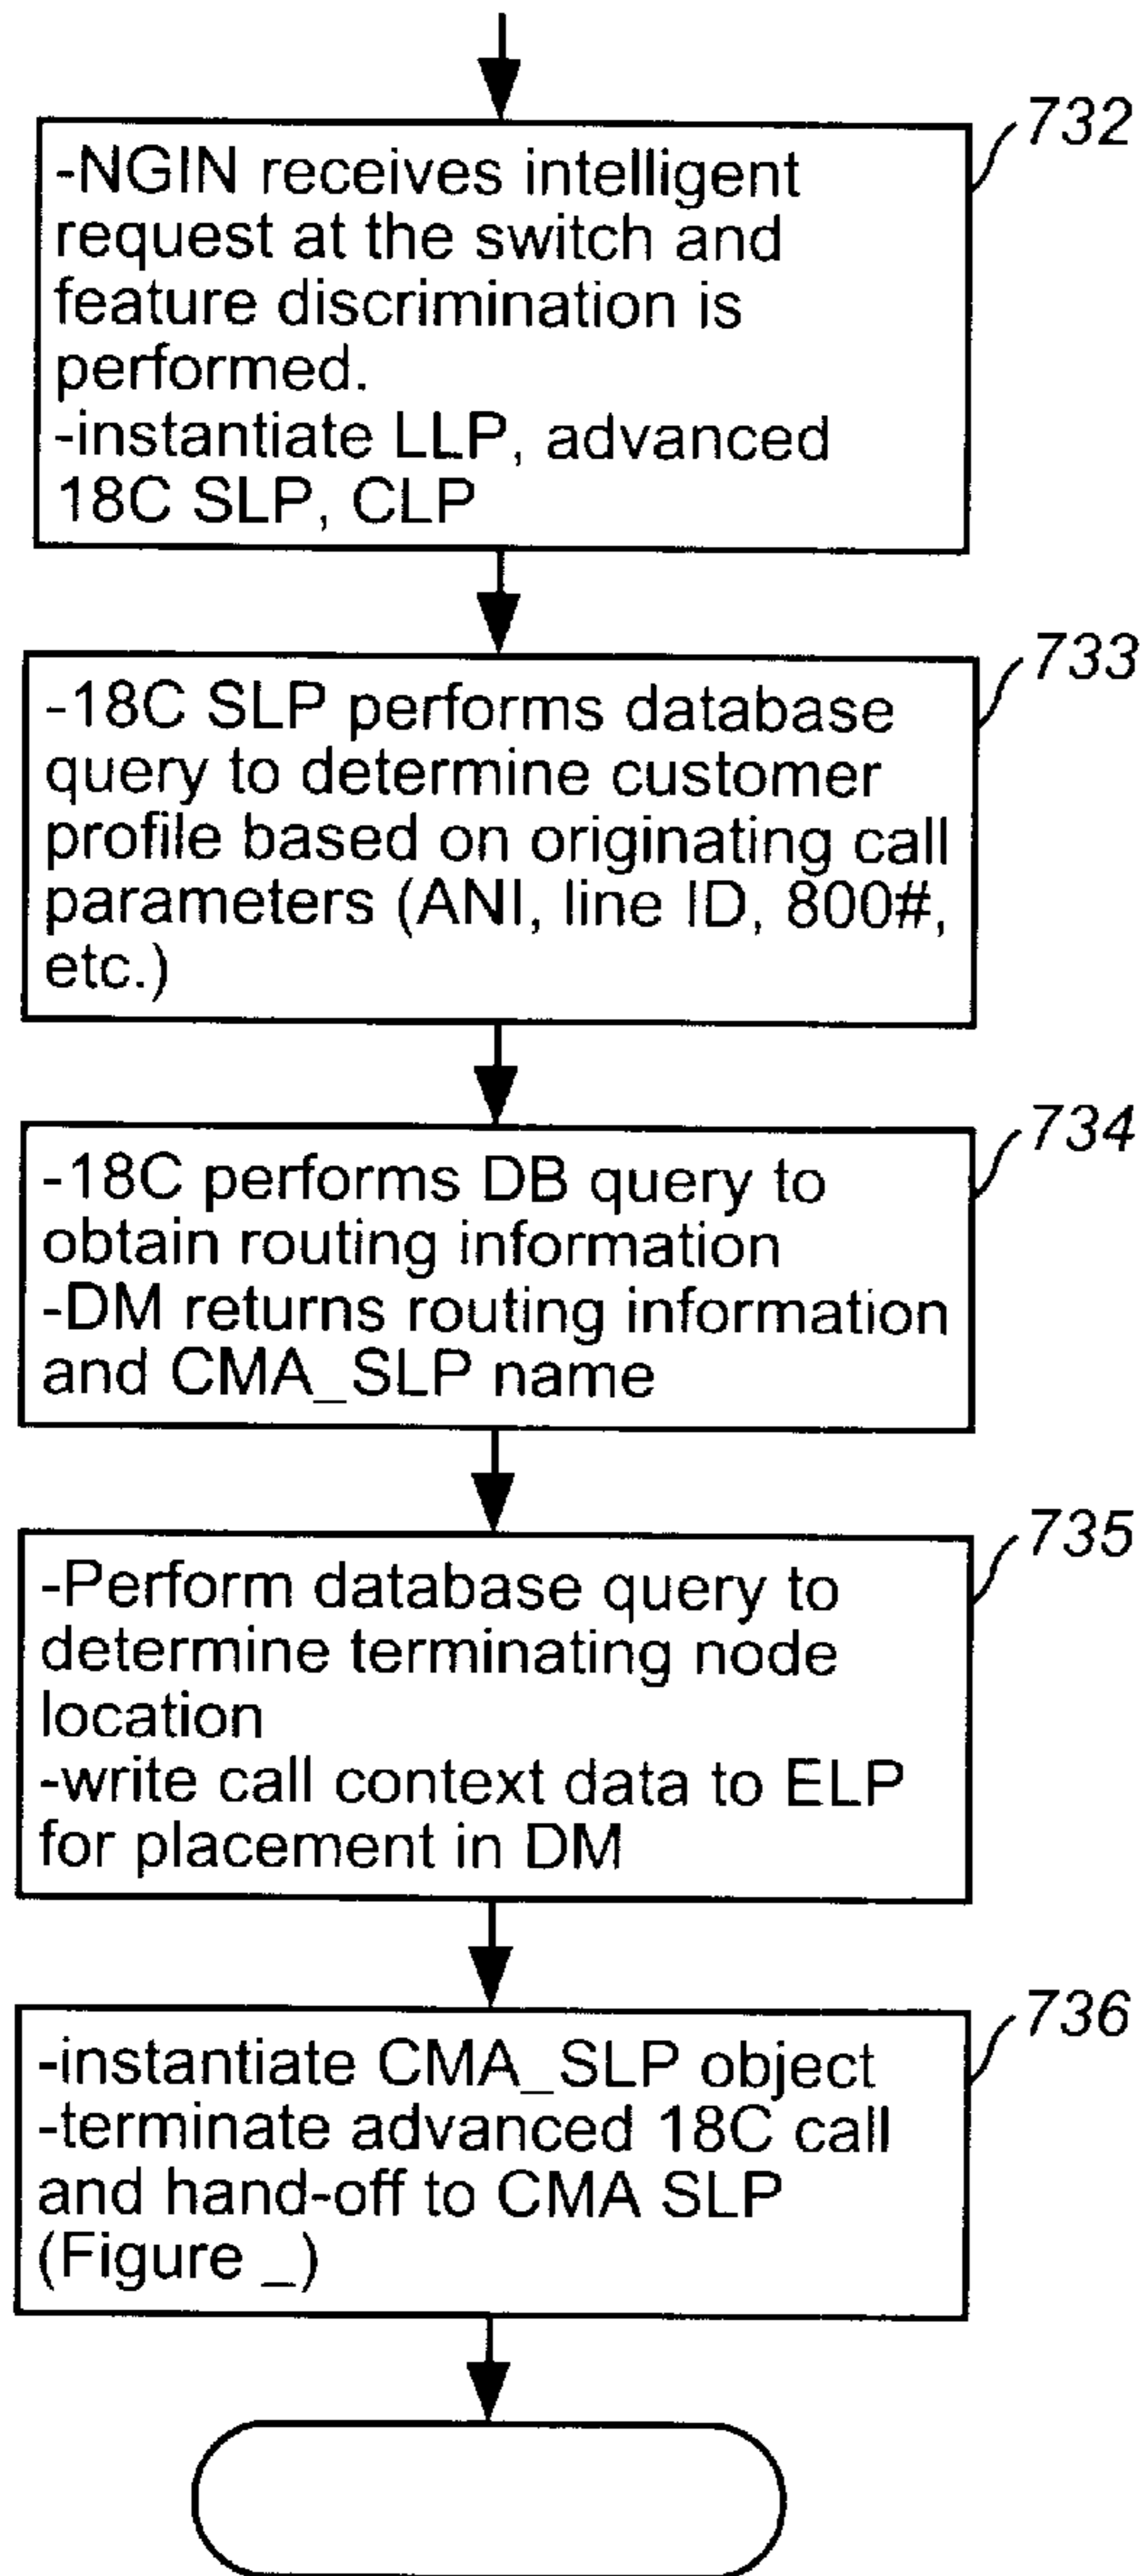 732
-NGIN receives intelligent
request at the switch and
feature discrimination is
performed.
-instantiate LLP, advanced
18C SLP, CLP
733
-18C SLP performs database
query to determine customer
profile based on originating call
parameters (ANI, line ID, 800#,
etc.)
734
-18C performs DB query to
obtain routing information
-DM returns routing information
and CMA_SLP name
735
-Perform database query to
determine terminating node
location
-write call context data to ELP
for placement in DM
736
-instantiate CMA_SLP object
-terminate advanced 18C call
and hand-off to CMA SLP
(Figure _)